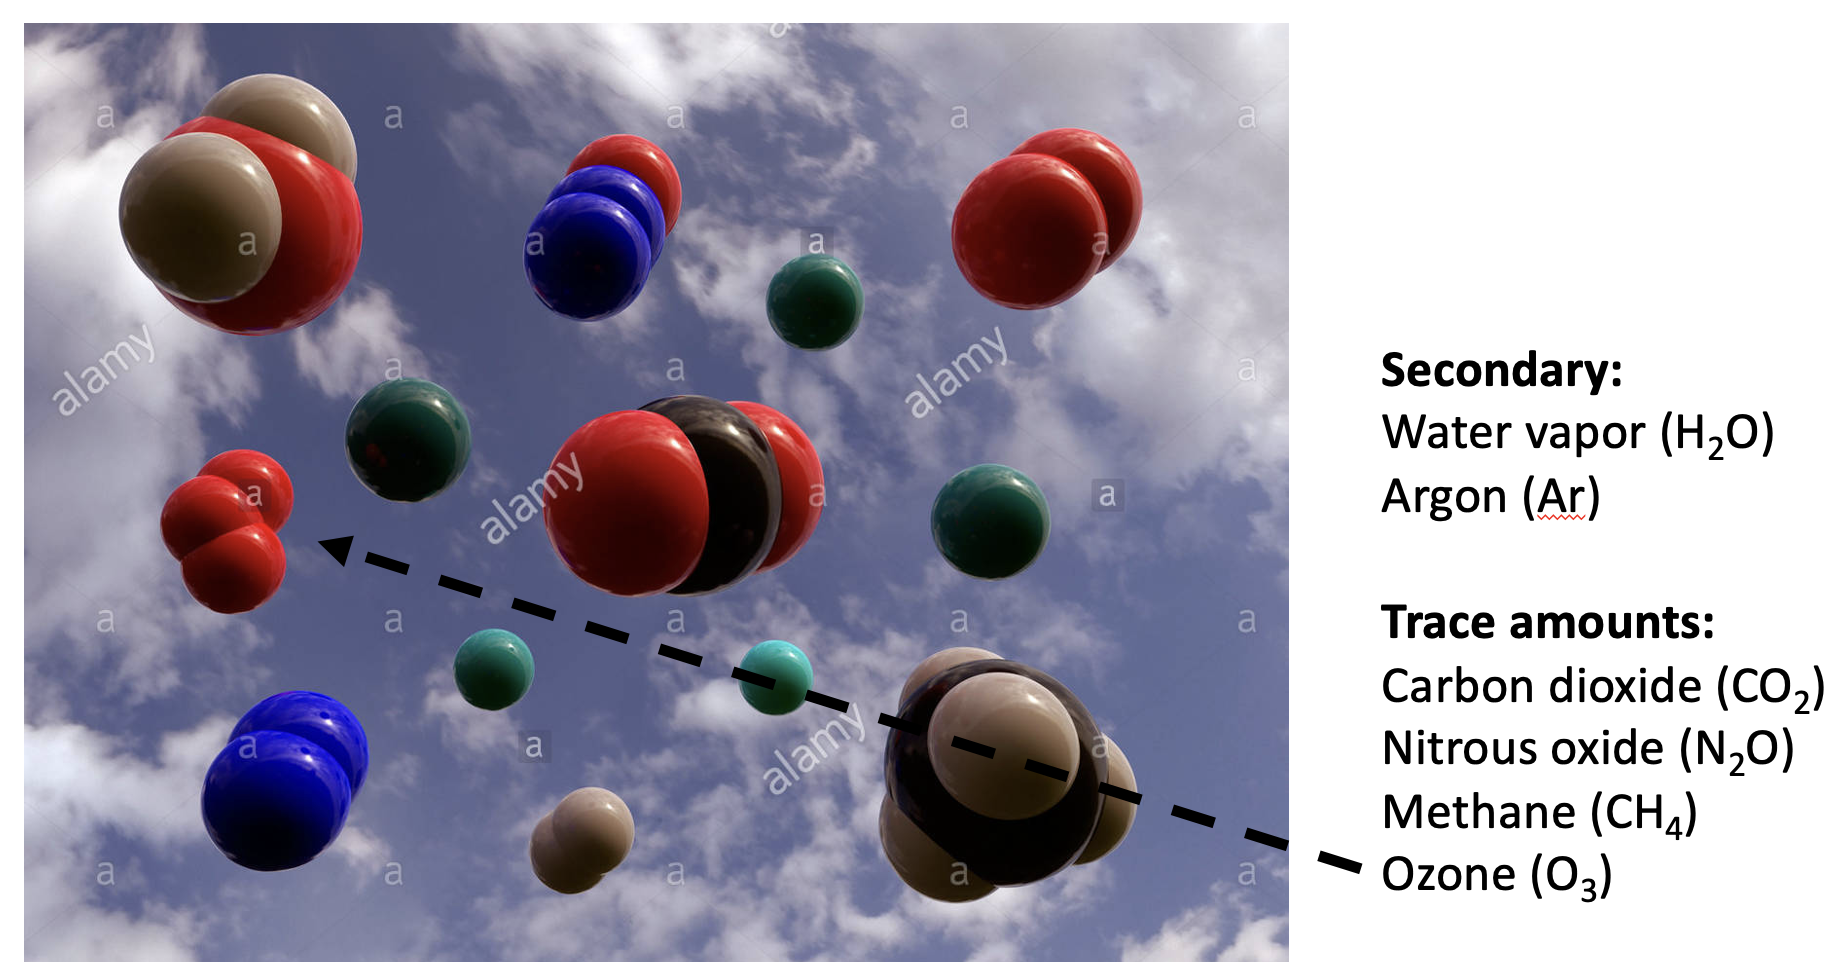 a
a
a
a
a
a
a
alamy
alamy
a
a
a
Secondary:
Water vapor (H₂O)
Argon (Ar)
alamy
a
a
a
a
a
a
a
Trace amounts:
Carbon dioxide (CO₂)
Nitrous oxide (N₂O)
Methane (CH₄)
Ozone (O₃)
alamy
a
a
a
a
a
a
a
a